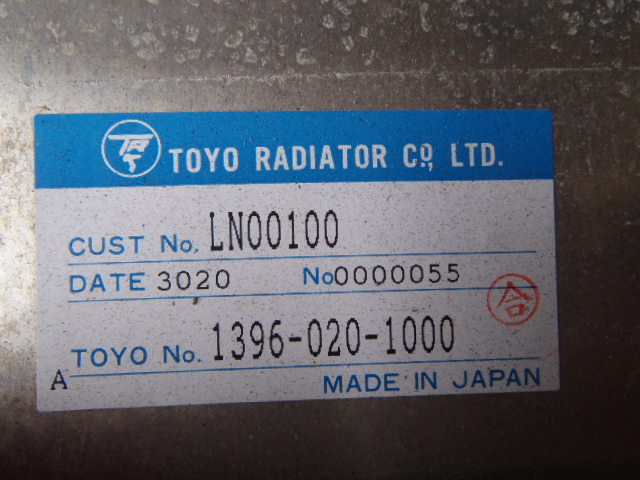 TR TOYO RADIATOR Co., LTD.
CUST No. LN00100
DATE 3020 No0000055
合
TOYO No. 1396-020-1000
A
MADE IN JAPAN